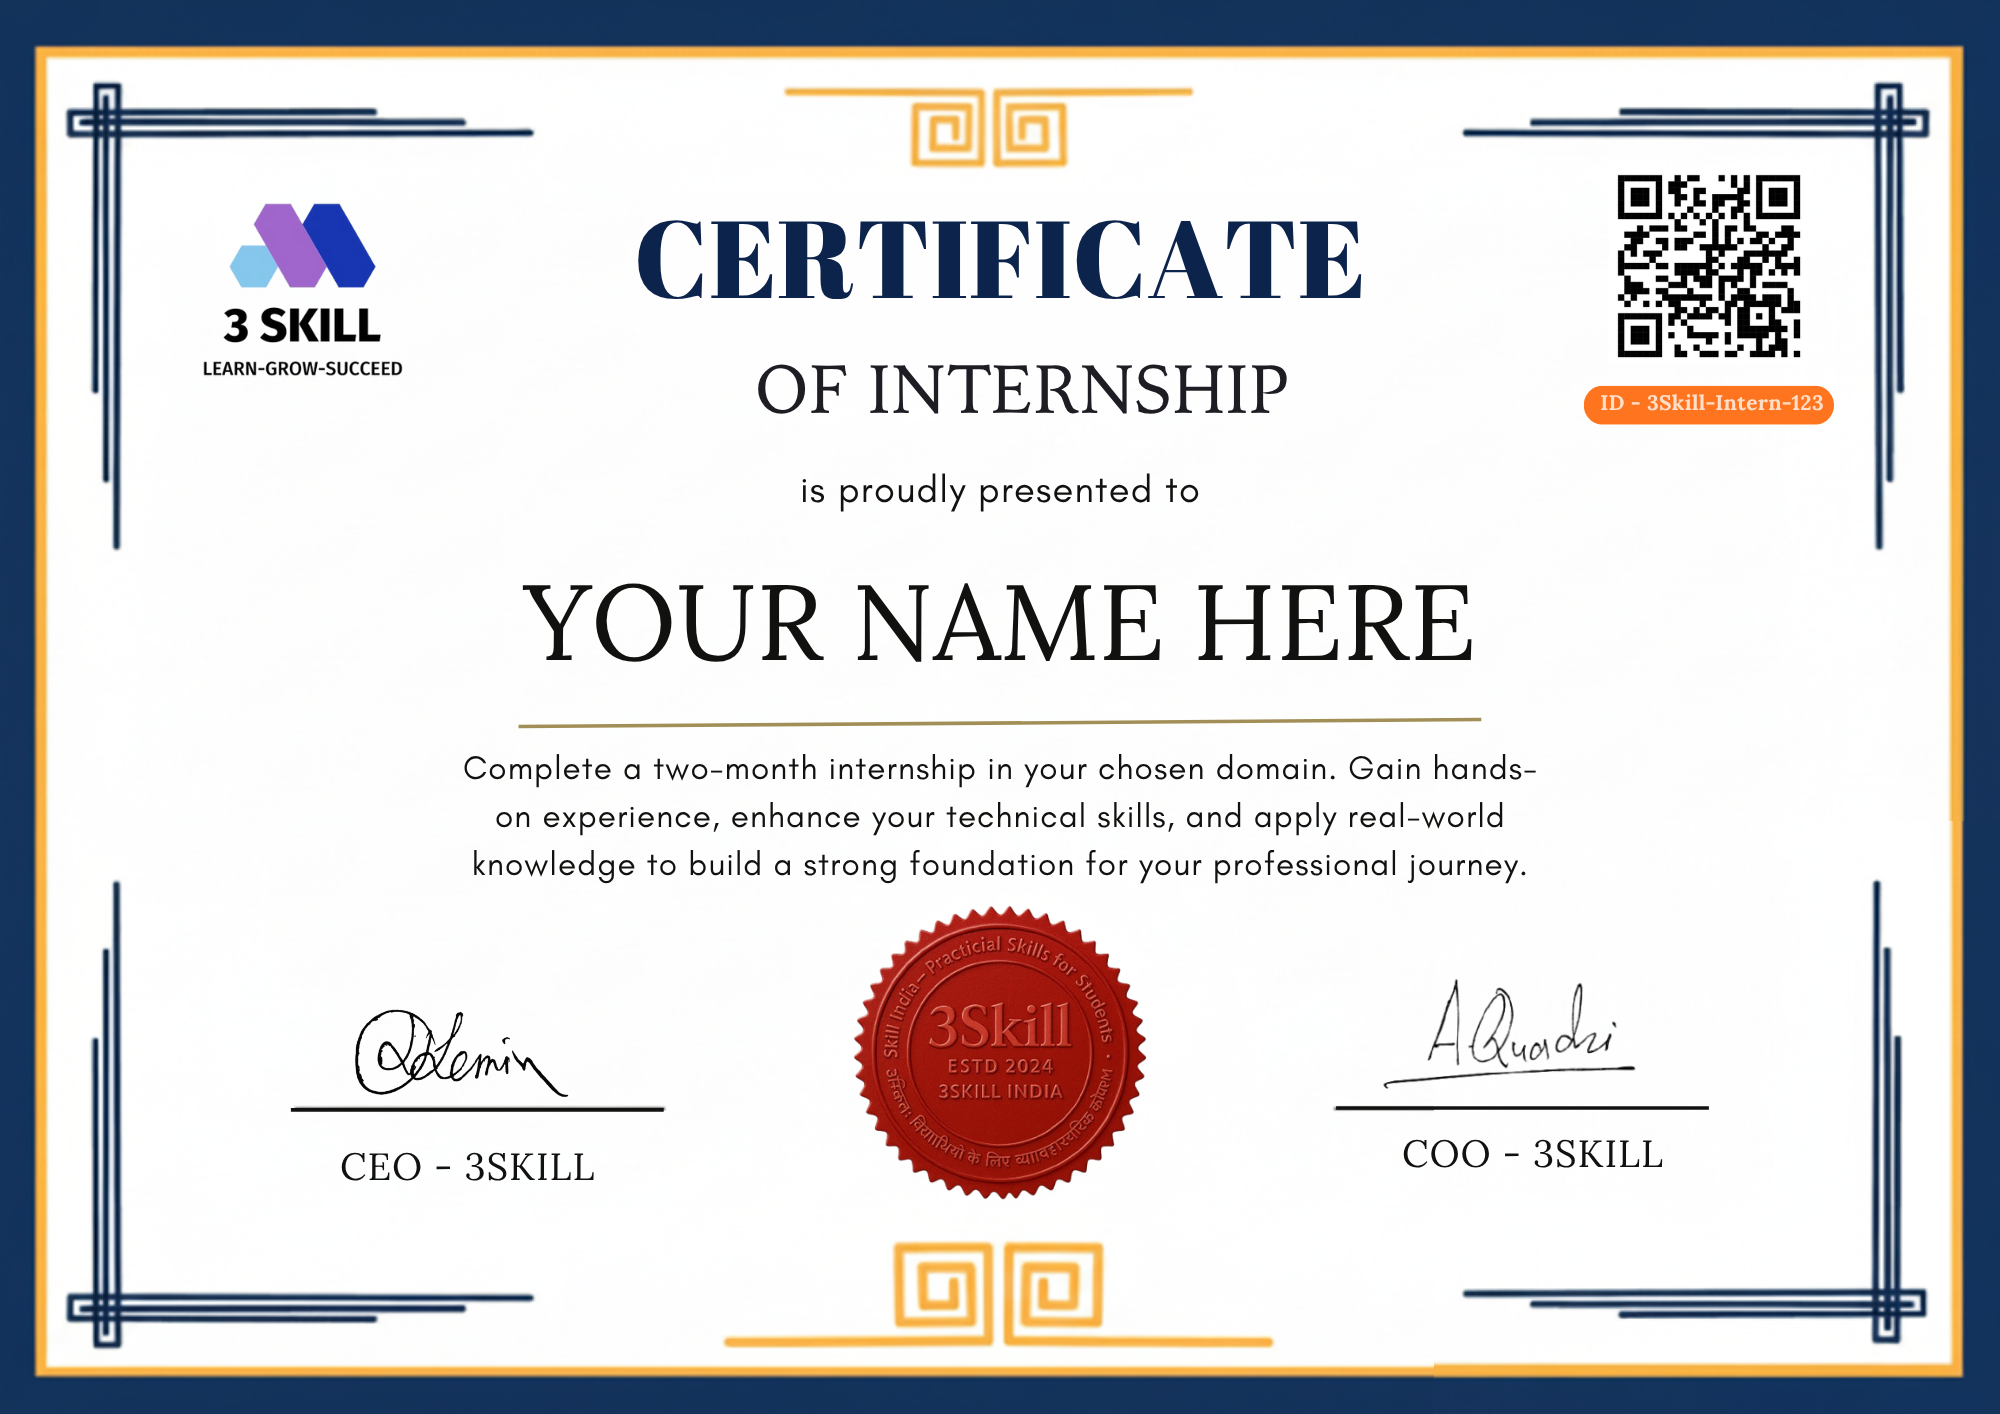 3 SKILL
LEARN-GROW-SUCCEED
CERTIFICATE
OF INTERNSHIP
ID - 3Skill-Intern-123
is proudly presented to
YOUR NAME HERE
Complete a two-month internship in your chosen domain. Gain hands-
on experience, enhance your technical skills, and apply real-world
knowledge to build a strong foundation for your professional journey.
Skill India– Practicial Skills for Students
3Skill
ESTD 2024
3SKILL INDIA
के लिए
A Quadri
CEO - 3SKILL
COO - 3SKILL